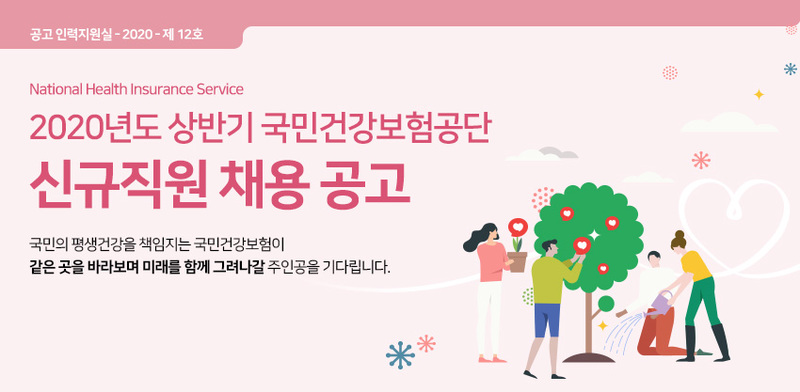 공고 인력지원실 - 2020 - 제 12호
National Health Insurance Service
2020년도 상반기 국민건강보험공단
신규직원 채용 공고
국민의 평생건강을 책임지는 국민건강보험이
같은 곳을 바라보며 미래를 함께 그려나갈 주인공을 기다립니다.